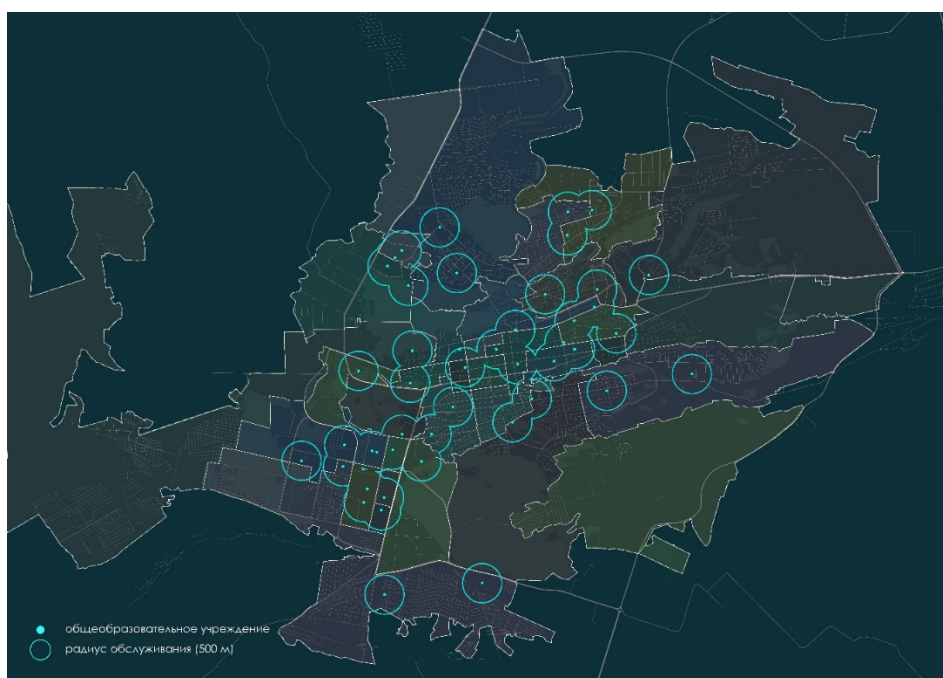 общеобразовательное учреждение
радиус обслуживания (500 м)